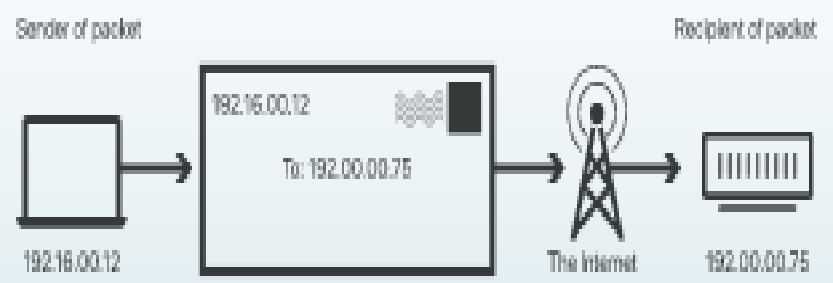 Sender of packet
Recipient of packet
192.16.00.12
To: 192.00.00.75
192.16.00.12
The Internet
192.00.00.75